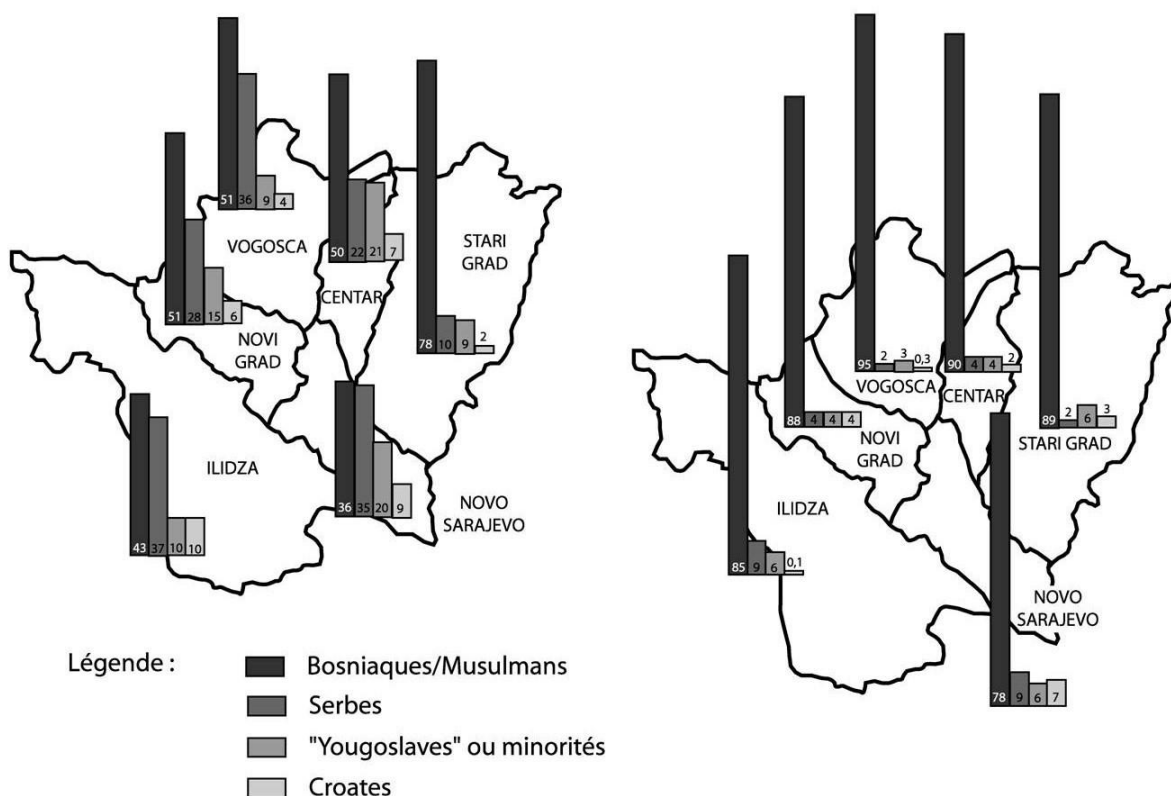 51 36 9 4
VOGOSCA
50 22 21 7
CENTAR
78 10 9 2
STARI
GRAD
51 28 15 6
NOVI
GRAD
43 37 10 10
ILIDZA
36 35 20 9
NOVO
SARAJEVO
95 2 3 0,3
VOGOSCA
90 4 4 2
CENTAR
89 2 6 3
STARI GRAD
88 4 4 4
NOVI
GRAD
85 9 6 0,1
ILIDZA
78 9 6 7
NOVO
SARAJEVO
Légende :
Bosniaques/Musulmans
Serbes
"Yougoslaves" ou minorités
Croates